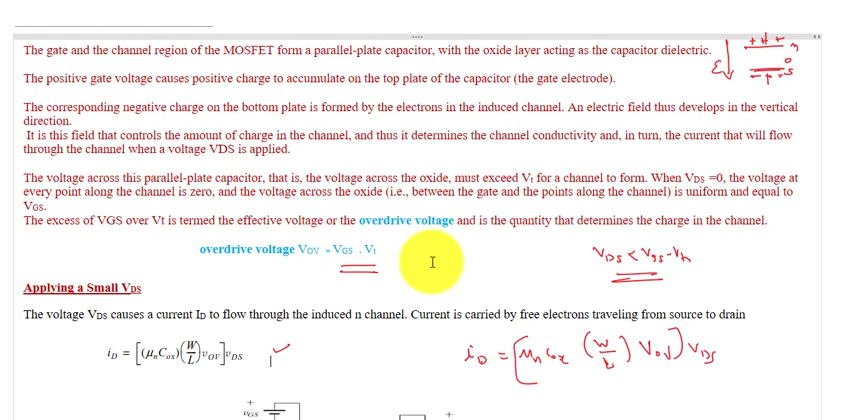 The gate and the channel region of the MOSFET form a parallel-plate capacitor, with the oxide layer acting as the capacitor dielectric.
+ + +
m
o
s
- p - s
ε
The positive gate voltage causes positive charge to accumulate on the top plate of the capacitor (the gate electrode).
The corresponding negative charge on the bottom plate is formed by the electrons in the induced channel. An electric field thus develops in the vertical
direction.
It is this field that controls the amount of charge in the channel, and thus it determines the channel conductivity and, in turn, the current that will flow
through the channel when a voltage VDS is applied.
The voltage across this parallel-plate capacitor, that is, the voltage across the oxide, must exceed Vt for a channel to form. When VDS =0, the voltage at
every point along the channel is zero, and the voltage across the oxide (i.e., between the gate and the points along the channel) is uniform and equal to
VGS.
The excess of VGS over Vt is termed the effective voltage or the overdrive voltage and is the quantity that determines the charge in the channel.
overdrive voltage VOV = VGS - Vt
VDS < Vgs - Vth
Applying a Small VDS
The voltage VDS causes a current ID to flow through the induced n channel. Current is carried by free electrons traveling from source to drain
iD = [(μnCox)(W/L)vOV]vDS
iD = [μn Cox (W/L) VoV] VDS
+
vGS
+